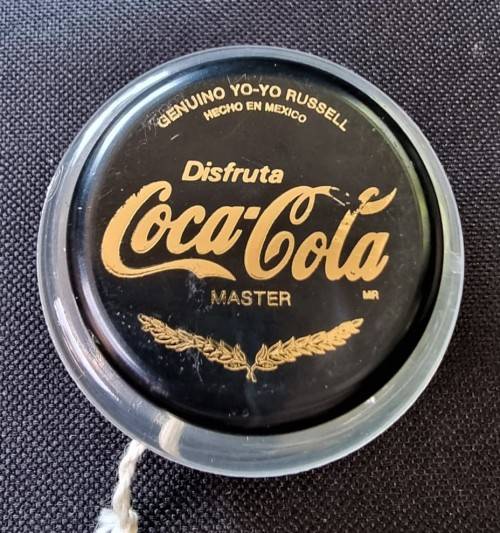 GENUINO YO-YO RUSSELL
HECHO EN MEXICO
Disfruta
Coca-Cola
MASTER MR